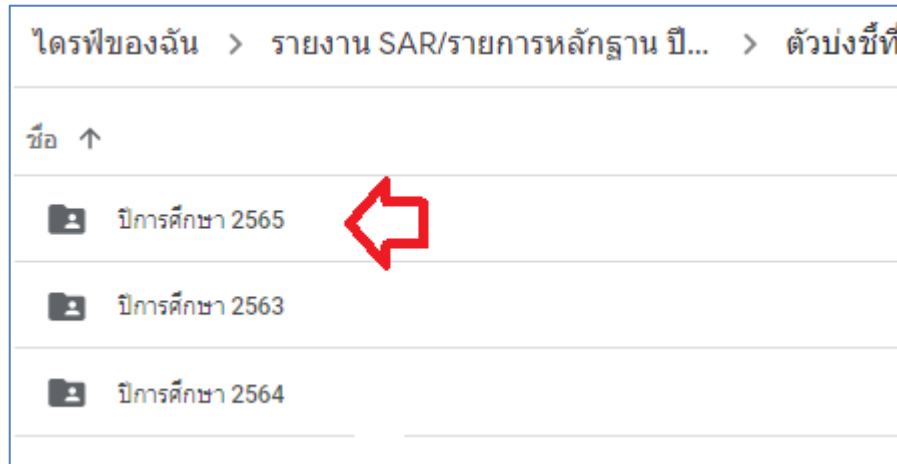 ไดรฟ์ของฉัน > รายงาน SAR/รายการหลักฐาน ปี... > ตัวบ่งชี้ที่
ชื่อ ↑
ปีการศึกษา 2565
ปีการศึกษา 2563
ปีการศึกษา 2564